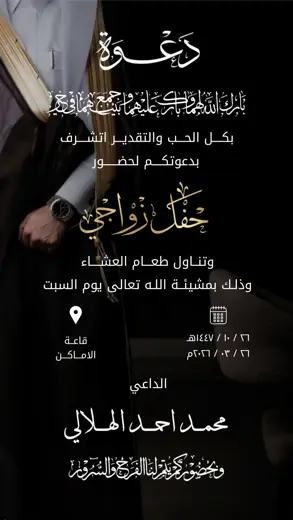 دَعْوَة
بارك الله لهما وبارك عليهما وجمع بينهما في خير
بكل الحب والتقدير اتشرف
بدعوتكم لحضور
حفل زواجي
وتناول طعام العشاء
وذلك بمشيئة الله تعالى يوم السبت
٢٦ / ١٠ / ١٤٤٧هـ
٢٦ / ٠٣ / ٢٠٢٦م
قاعة
الاماكن
الداعي
محمد احمد الهلالي
وبحضوركم يتم لنا الفرح والسرور